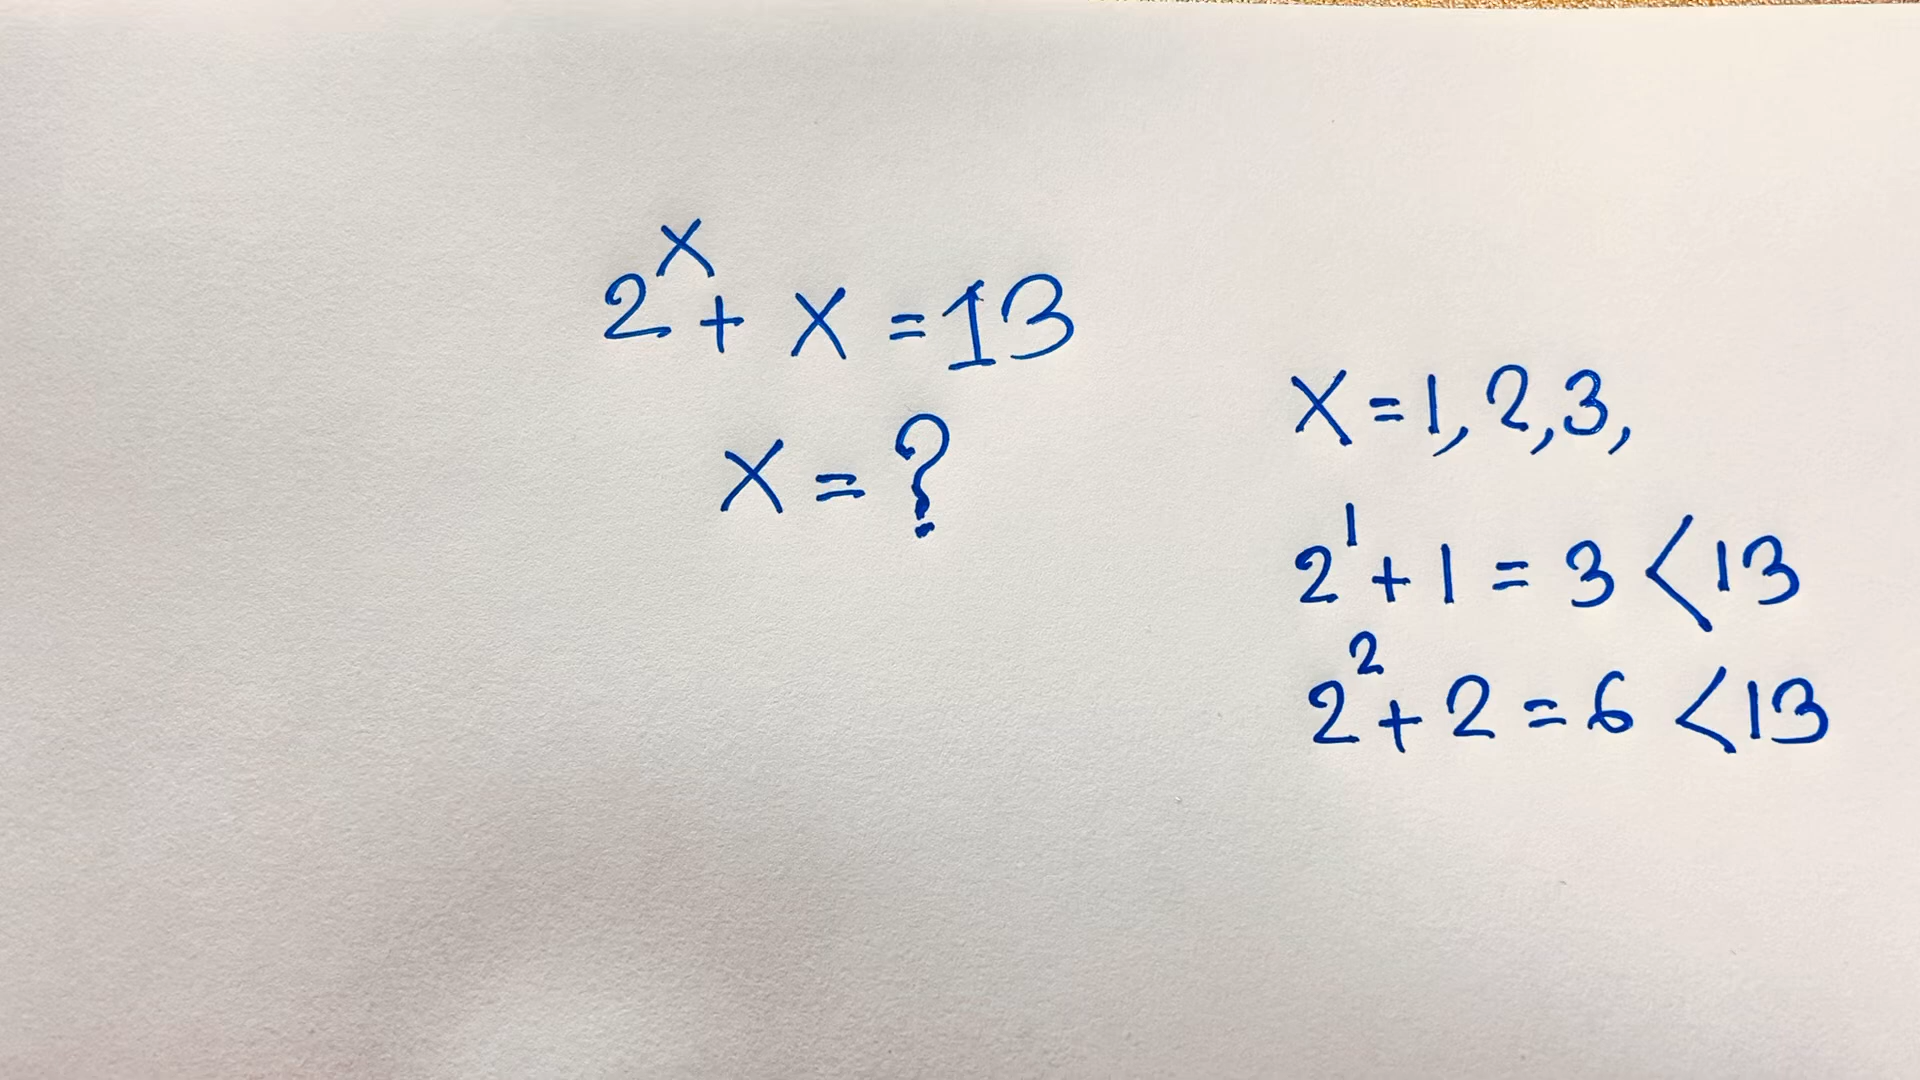 2^x + x = 13
x = ?
x = 1, 2, 3,
2^1 + 1 = 3 < 13
2^2 + 2 = 6 < 13